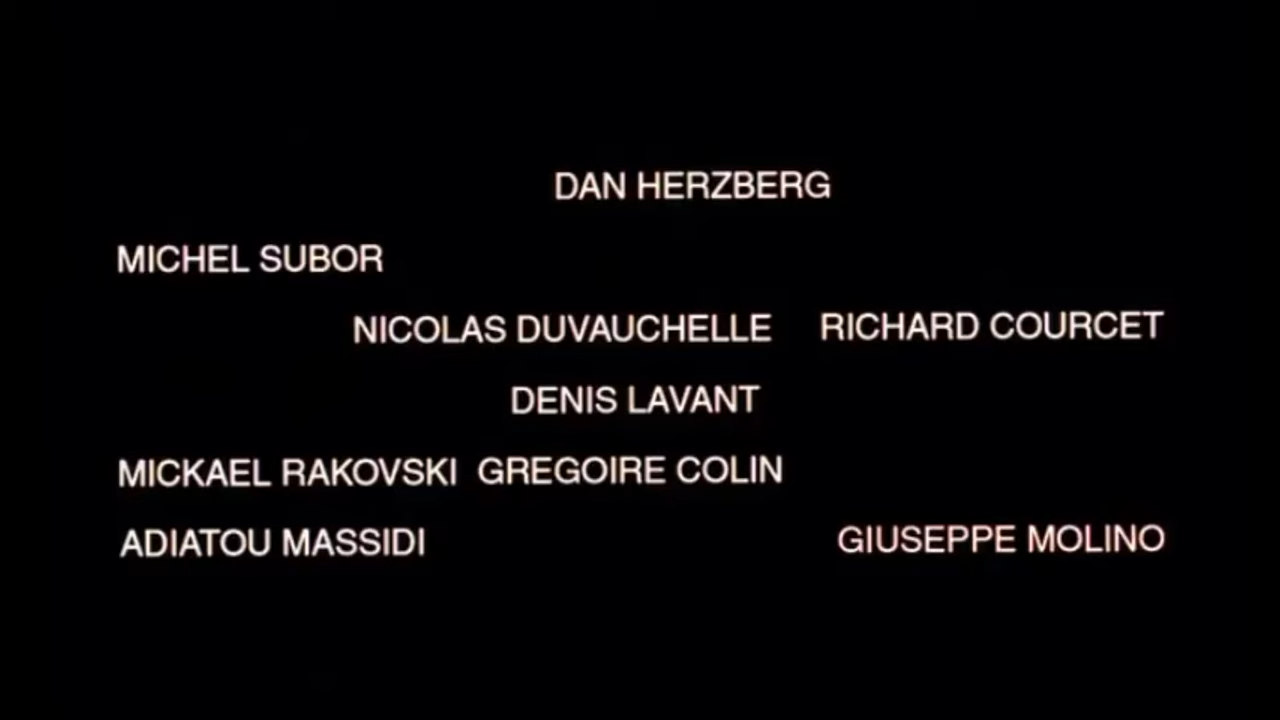 DAN HERZBERG
MICHEL SUBOR
NICOLAS DUVAUCHELLE RICHARD COURCET
DENIS LAVANT
MICKAEL RAKOVSKI GREGOIRE COLIN
ADIATOU MASSIDI GIUSEPPE MOLINO